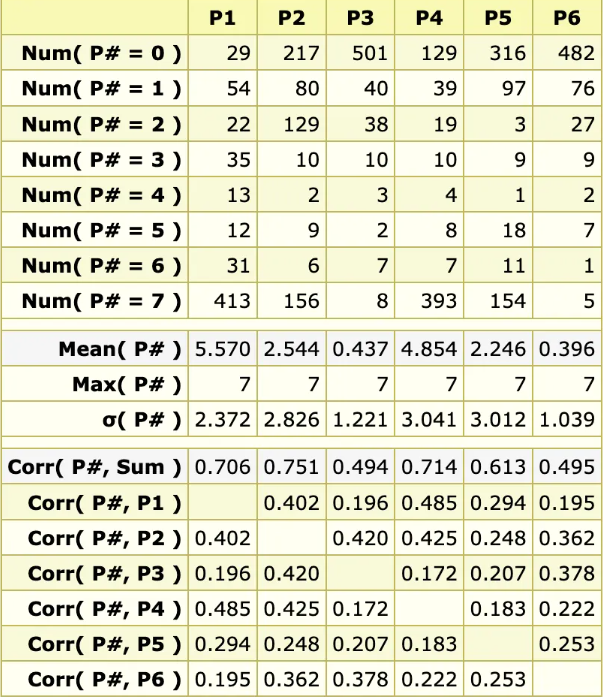 P1 P2 P3 P4 P5 P6
Num( P# = 0 ) 29 217 501 129 316 482
Num( P# = 1 ) 54 80 40 39 97 76
Num( P# = 2 ) 22 129 38 19 3 27
Num( P# = 3 ) 35 10 10 10 9 9
Num( P# = 4 ) 13 2 3 4 1 2
Num( P# = 5 ) 12 9 2 8 18 7
Num( P# = 6 ) 31 6 7 7 11 1
Num( P# = 7 ) 413 156 8 393 154 5
Mean( P# ) 5.570 2.544 0.437 4.854 2.246 0.396
Max( P# ) 7 7 7 7 7 7
σ( P# ) 2.372 2.826 1.221 3.041 3.012 1.039
Corr( P#, Sum ) 0.706 0.751 0.494 0.714 0.613 0.495
Corr( P#, P1 ) 0.402 0.196 0.485 0.294 0.195
Corr( P#, P2 ) 0.402 0.420 0.425 0.248 0.362
Corr( P#, P3 ) 0.196 0.420 0.172 0.207 0.378
Corr( P#, P4 ) 0.485 0.425 0.172 0.183 0.222
Corr( P#, P5 ) 0.294 0.248 0.207 0.183 0.253
Corr( P#, P6 ) 0.195 0.362 0.378 0.222 0.253